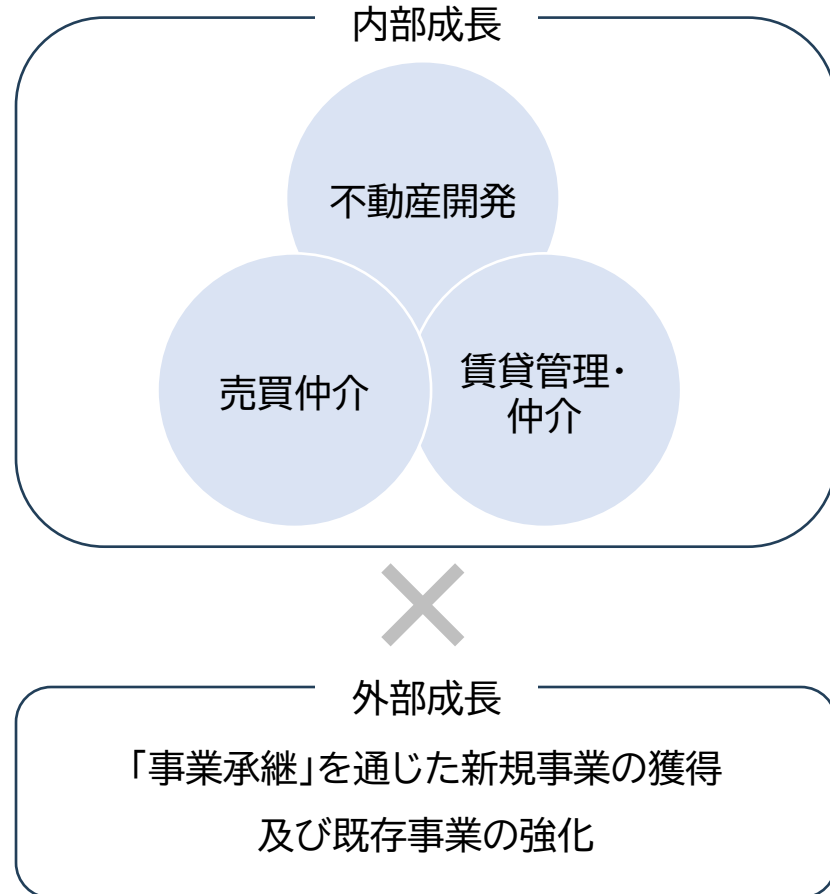 内部成長
不動産開発
売買仲介
賃貸管理・
仲介
外部成長
「事業承継」を通じた新規事業の獲得
及び既存事業の強化